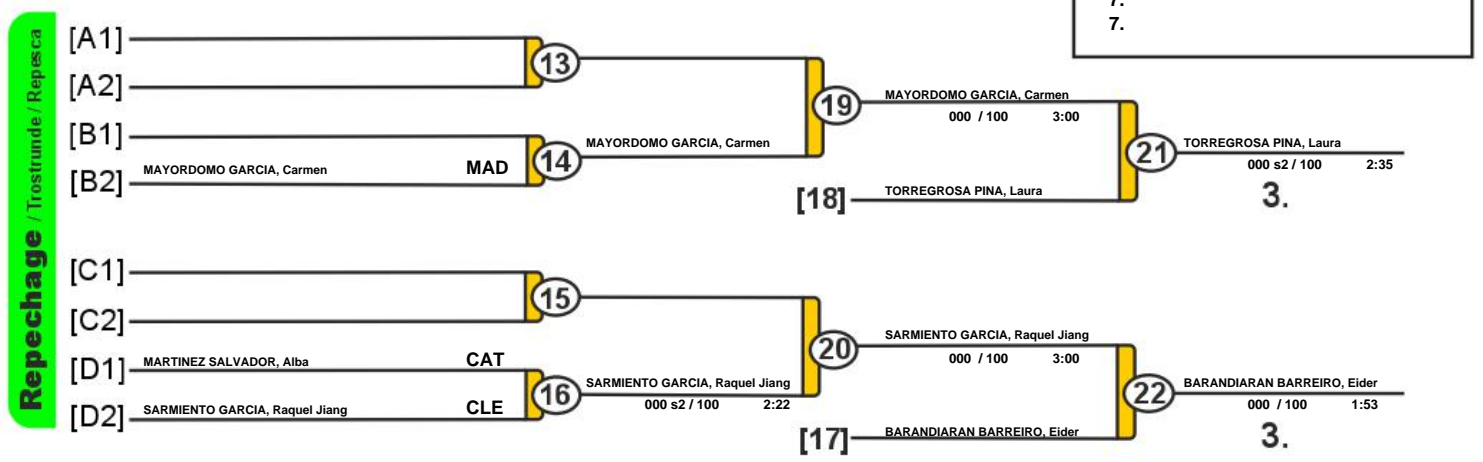 7.
7.
Repechage / Trostrunde / Repesca
[A1]
[A2]
13
[B1]
[B2] MAYORDOMO GARCIA, Carmen MAD
14
MAYORDOMO GARCIA, Carmen
19
MAYORDOMO GARCIA, Carmen
000 / 100 3:00
[18] TORREGROSA PINA, Laura
21
TORREGROSA PINA, Laura
000 s2 / 100 2:35
3.
[C1]
[C2]
15
[D1] MARTINEZ SALVADOR, Alba CAT
[D2] SARMIENTO GARCIA, Raquel Jiang CLE
16
SARMIENTO GARCIA, Raquel Jiang
000 s2 / 100 2:22
20
SARMIENTO GARCIA, Raquel Jiang
000 / 100 3:00
[17] BARANDIARAN BARREIRO, Eider
22
BARANDIARAN BARREIRO, Eider
000 / 100 1:53
3.